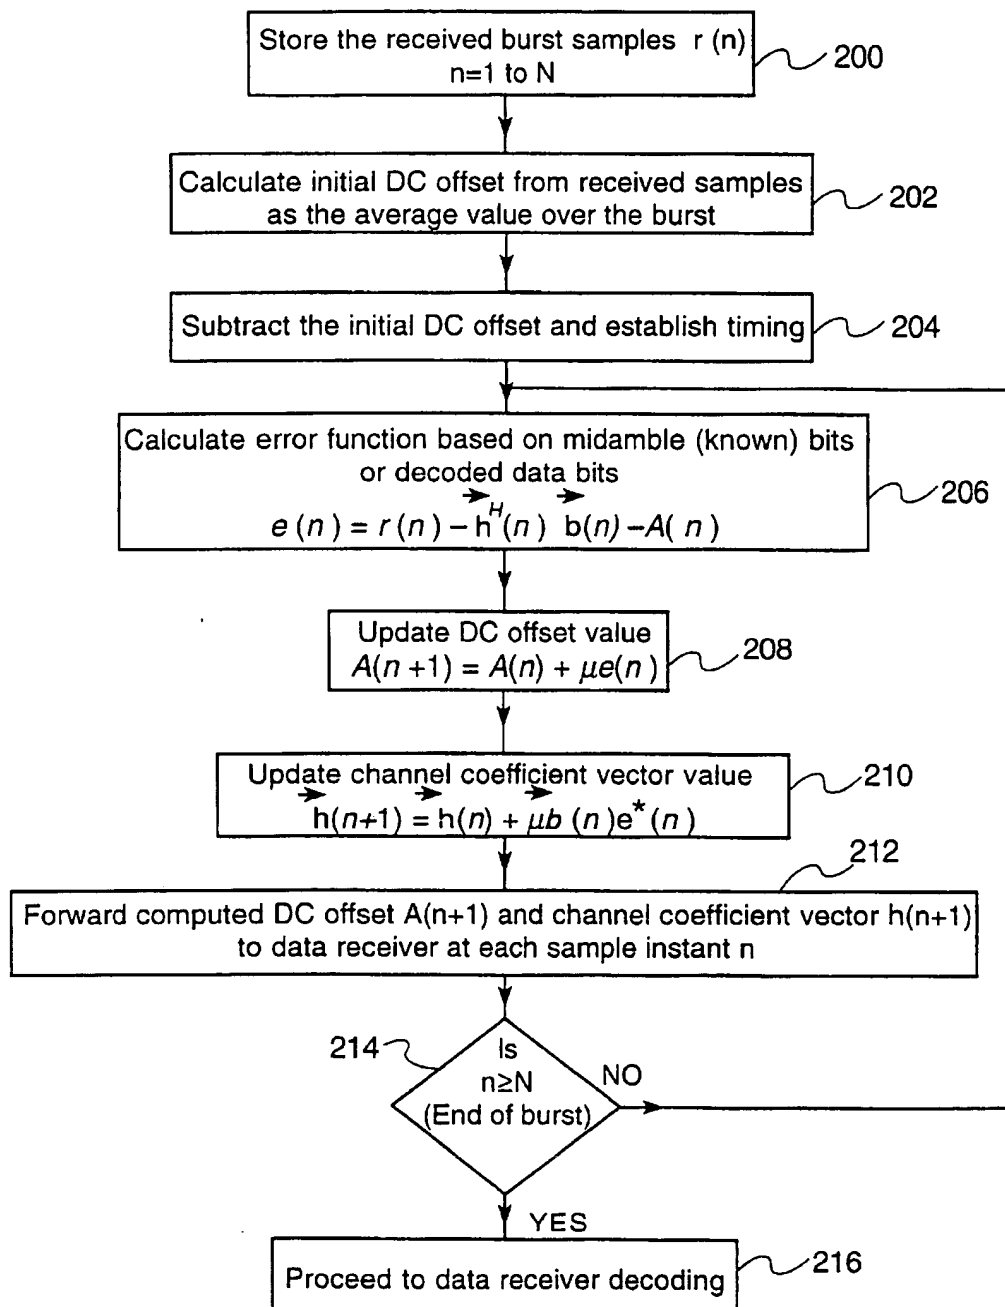 Store the received burst samples r (n)
n=1 to N
200
Calculate initial DC offset from received samples
as the average value over the burst
202
Subtract the initial DC offset and establish timing
204
Calculate error function based on midamble (known) bits
or decoded data bits
e (n) = r (n) – h⃗ᴴ(n) b⃗(n) –A( n )
206
Update DC offset value
A(n +1) = A(n) + μe(n )
208
Update channel coefficient vector value
h⃗(n+1) = h⃗(n) + μb⃗ (n)e*(n)
210
212
Forward computed DC offset A(n+1) and channel coefficient vector h(n+1)
to data receiver at each sample instant n
214
Is
n≥N
(End of burst)
NO
YES
Proceed to data receiver decoding
216